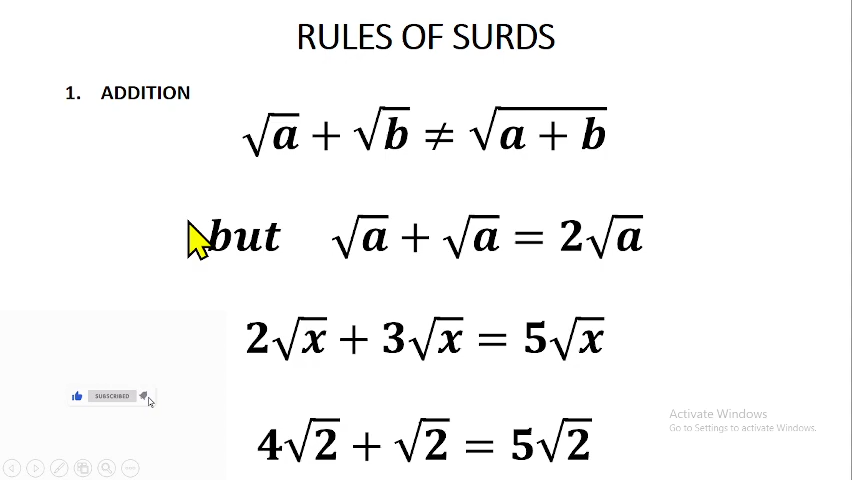 RULES OF SURDS
1. ADDITION
√a + √b ≠ √(a + b)
but √a + √a = 2√a
2√x + 3√x = 5√x
SUBSCRIBED
Activate Windows
Go to Settings to activate Windows.
4√2 + √2 = 5√2